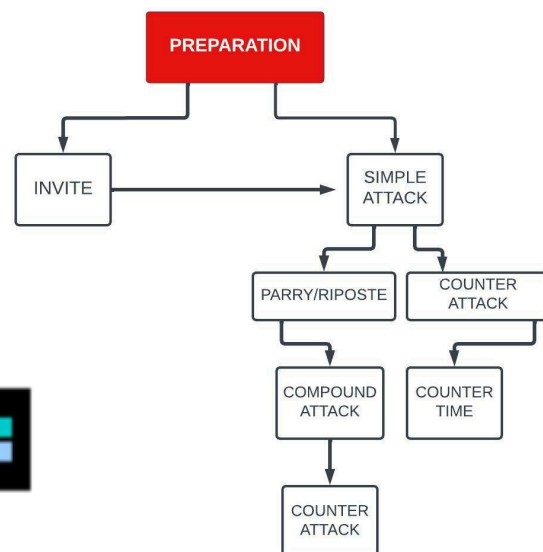 PREPARATION
INVITE
SIMPLE
ATTACK
PARRY/RIPOSTE
COUNTER
ATTACK
COMPOUND
ATTACK
COUNTER
TIME
COUNTER
ATTACK